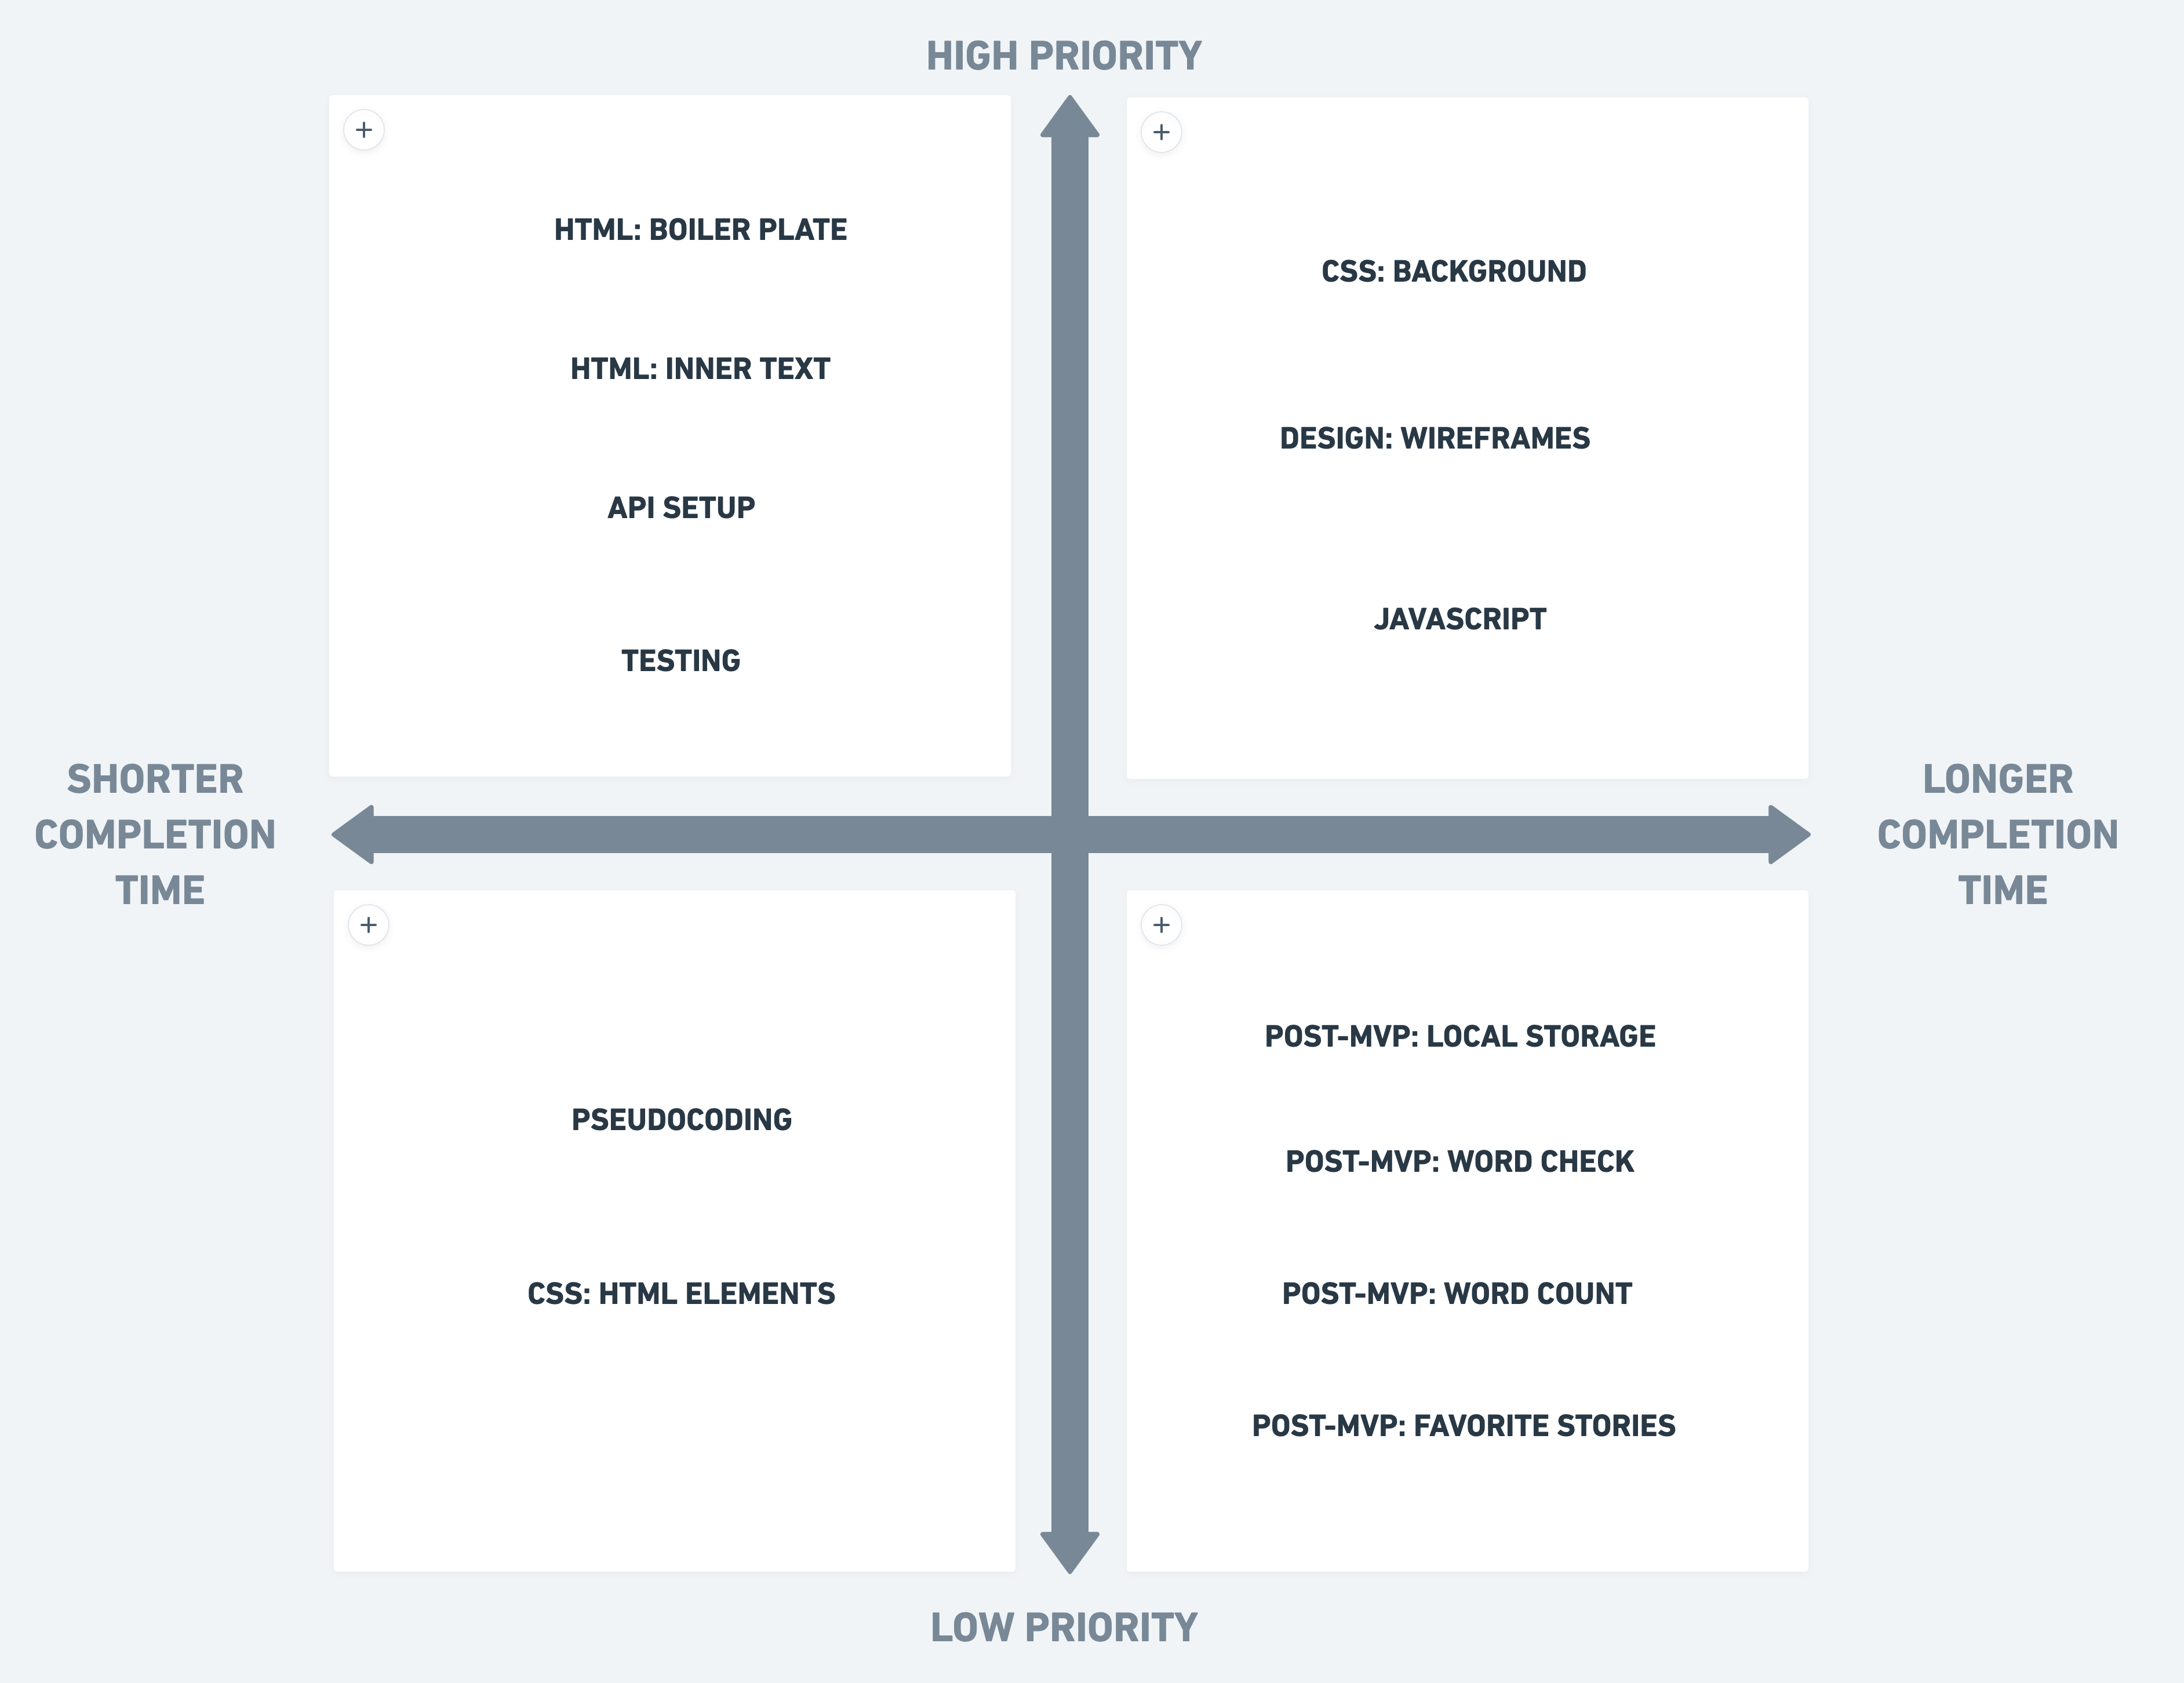 HIGH PRIORITY
+
HTML: BOILER PLATE
HTML: INNER TEXT
API SETUP
TESTING
+
CSS: BACKGROUND
DESIGN: WIREFRAMES
JAVASCRIPT
SHORTER
COMPLETION
TIME
LONGER
COMPLETION
TIME
+
PSEUDOCODING
CSS: HTML ELEMENTS
+
POST-MVP: LOCAL STORAGE
POST-MVP: WORD CHECK
POST-MVP: WORD COUNT
POST-MVP: FAVORITE STORIES
LOW PRIORITY